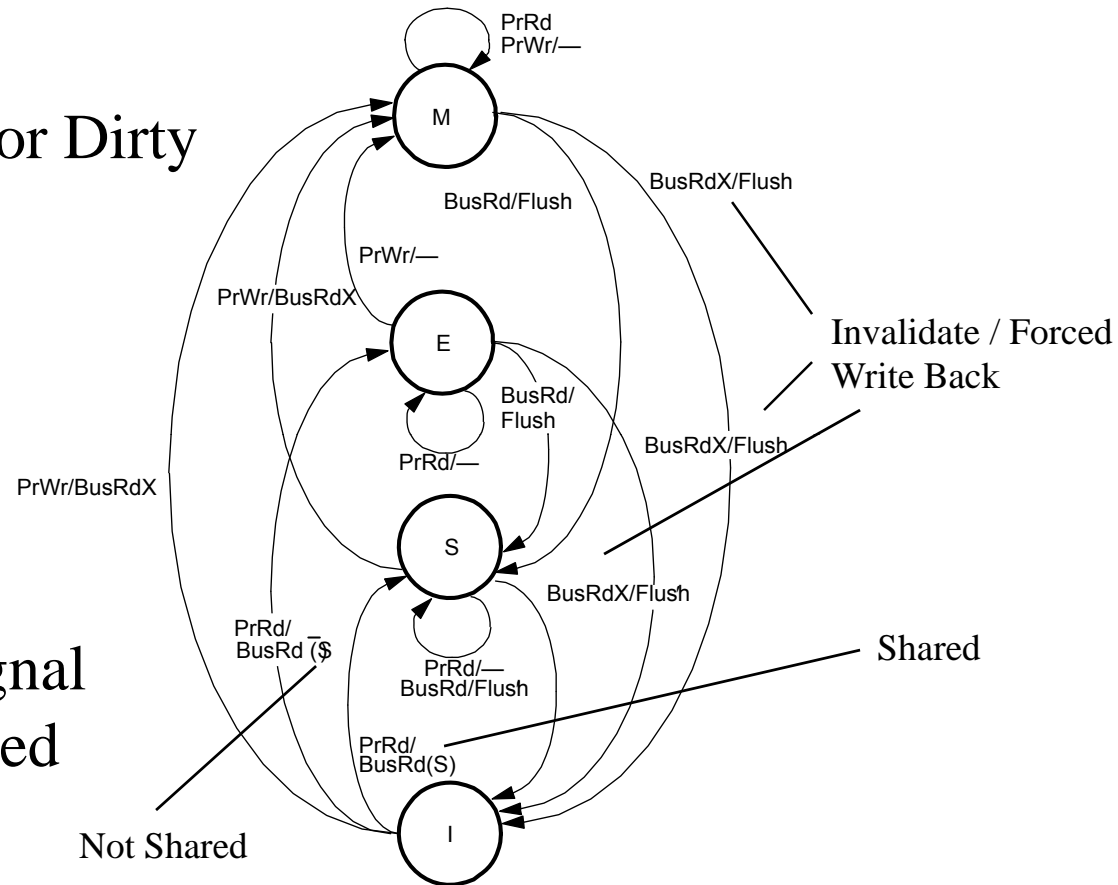 PrRd
PrWr/—
M
or Dirty
BusRdX/Flush
BusRd/Flush
PrWr/—
PrWr/BusRdX
E
Invalidate / Forced
Write Back
BusRd/
Flush
BusRdX/Flush
PrRd/—
PrWr/BusRdX
S
BusRdX/Flush
PrRd/
BusRd (S̅
gnal
ed
PrRd/—
BusRd/Flush
Shared
PrRd/
BusRd(S)
Not Shared
I